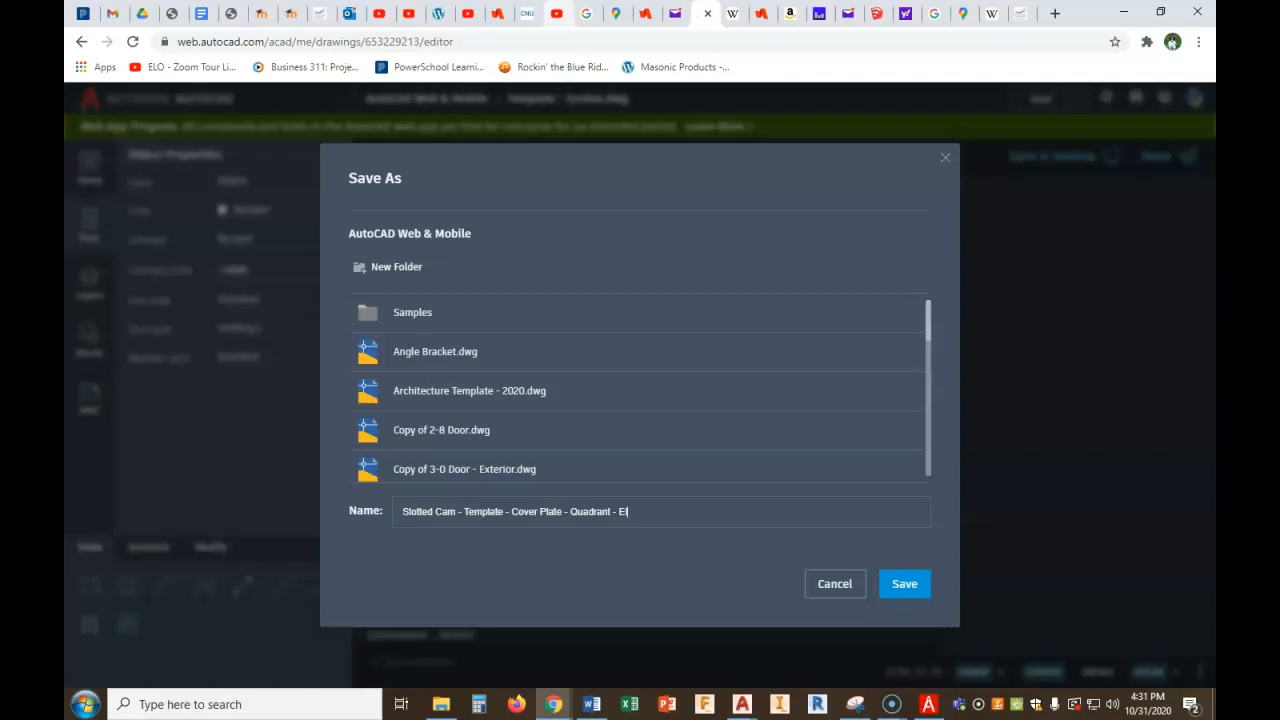 web.autocad.com/acad/me/drawings/653229213/editor
Apps
ELO - Zoom Tour Li...
Business 311: Proje...
PowerSchool Learni...
Rockin' the Blue Rid...
Masonic Products -...
Save As
AutoCAD Web & Mobile
New Folder
Samples
Angle Bracket.dwg
Architecture Template - 2020.dwg
Copy of 2-8 Door.dwg
Copy of 3-0 Door - Exterior.dwg
Name: Slotted Cam - Template - Cover Plate - Quadrant - El
Cancel Save
Type here to search
4:31 PM
10/31/2020